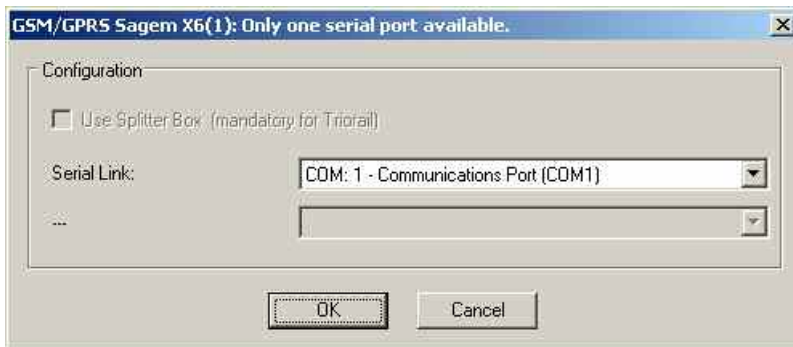 GSM/GPRS Sagem X6(1): Only one serial port available.
Configuration
Use Splitter Box (mandatory for Triorail)
Serial Link: COM: 1 - Communications Port (COM1)
---
OK Cancel